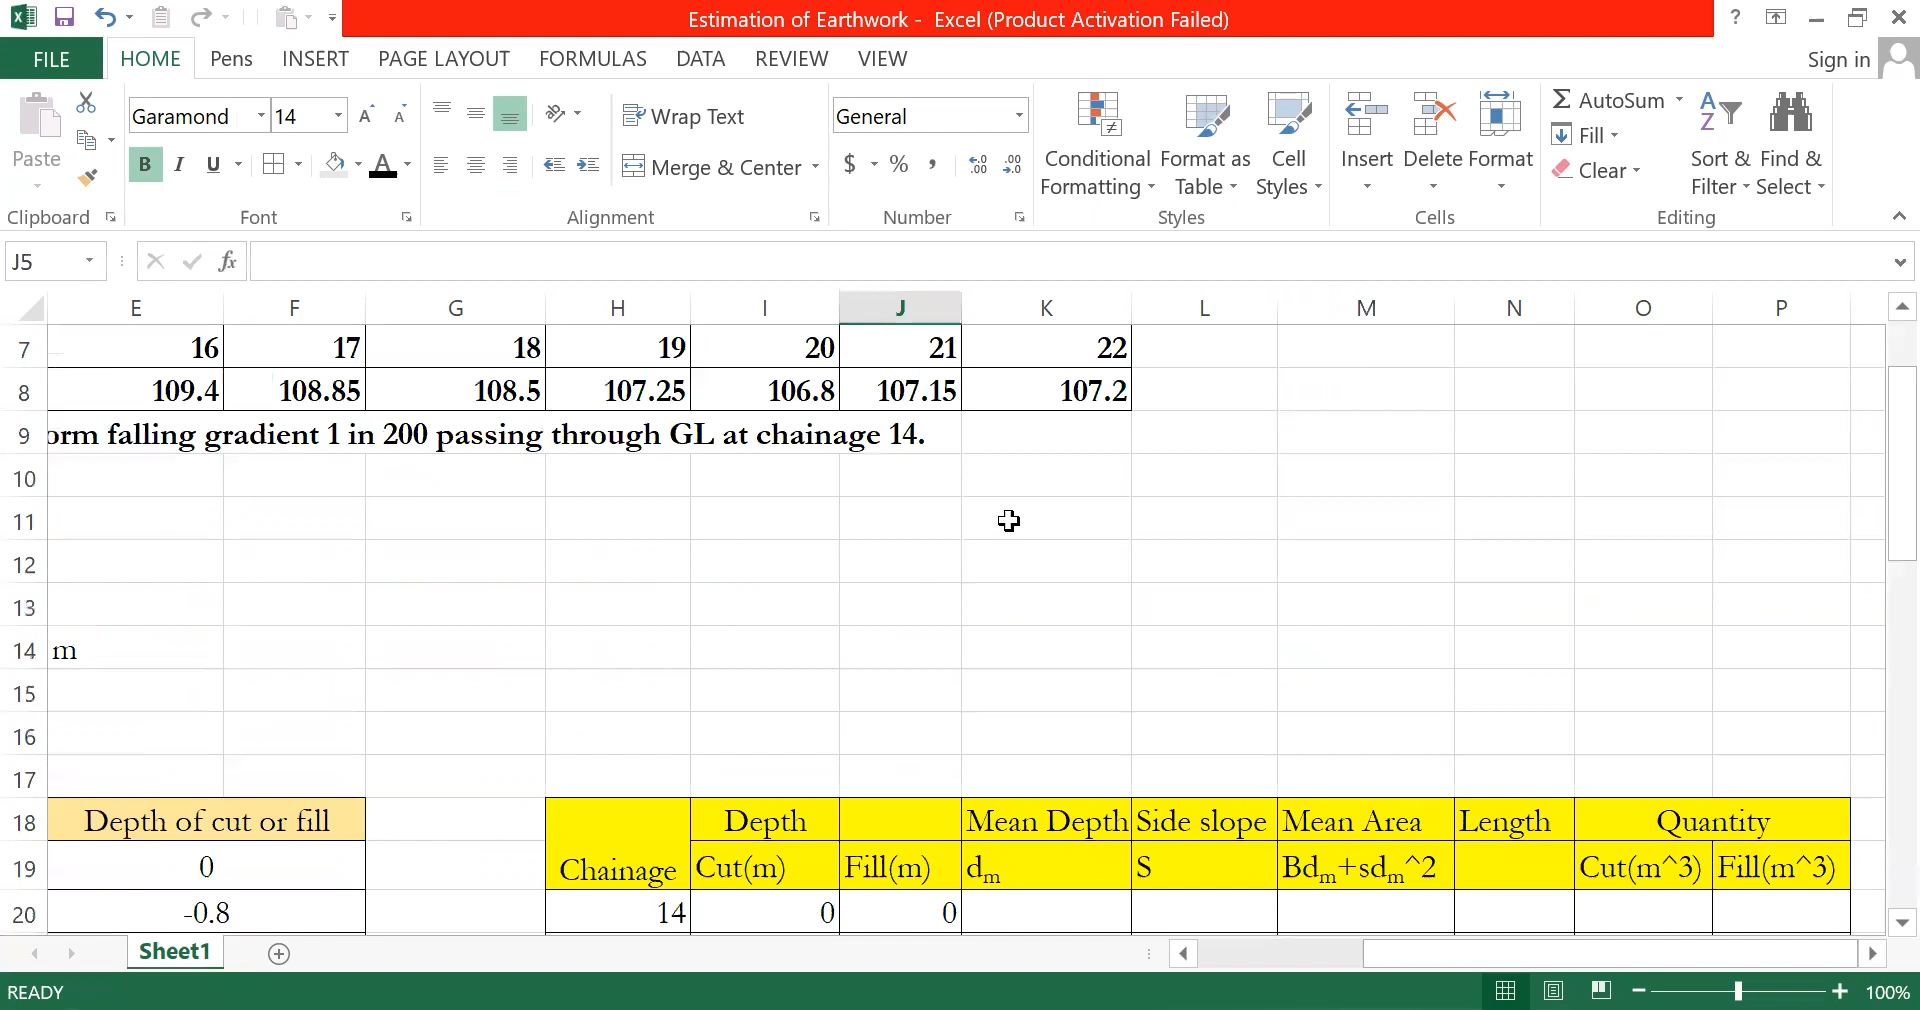 Estimation of Earthwork - Excel (Product Activation Failed)
?
FILE HOME Pens INSERT PAGE LAYOUT FORMULAS DATA REVIEW VIEW Sign in
Paste
Garamond 14
B I U A
Wrap Text
Merge & Center
General
$ % , .00
Conditional Formatting
Format as Table
Cell Styles
Insert Delete Format
AutoSum
Fill
Clear
Sort & Filter
Find & Select
Clipboard Font Alignment Number Styles Cells Editing
J5 fx
E F G H I J K L M N O P
7 16 17 18 19 20 21 22
8 109.4 108.85 108.5 107.25 106.8 107.15 107.2
9 orm falling gradient 1 in 200 passing through GL at chainage 14.
10
11
12
13
14 m
15
16
17
18 Depth of cut or fill Depth Mean Depth Side slope Mean Area Length Quantity
19 0 Chainage Cut(m) Fill(m) dm S Bdm+sdm^2 Cut(m^3) Fill(m^3)
20 -0.8 14 0 0
Sheet1
READY 100%